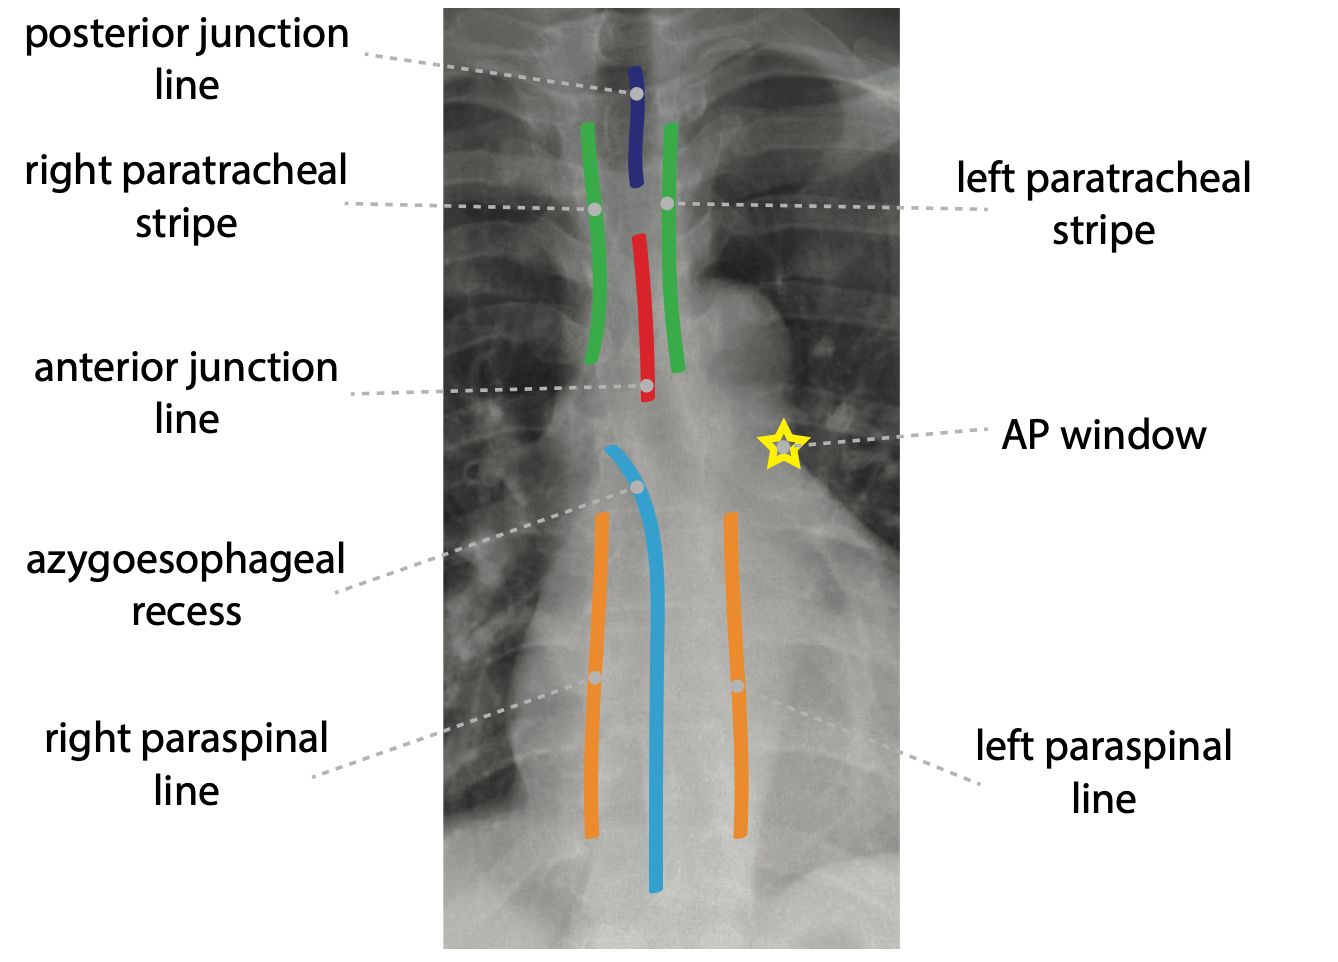 posterior junction
line
right paratracheal
stripe
anterior junction
line
azygoesophageal
recess
right paraspinal
line
left paratracheal
stripe
AP window
left paraspinal
line